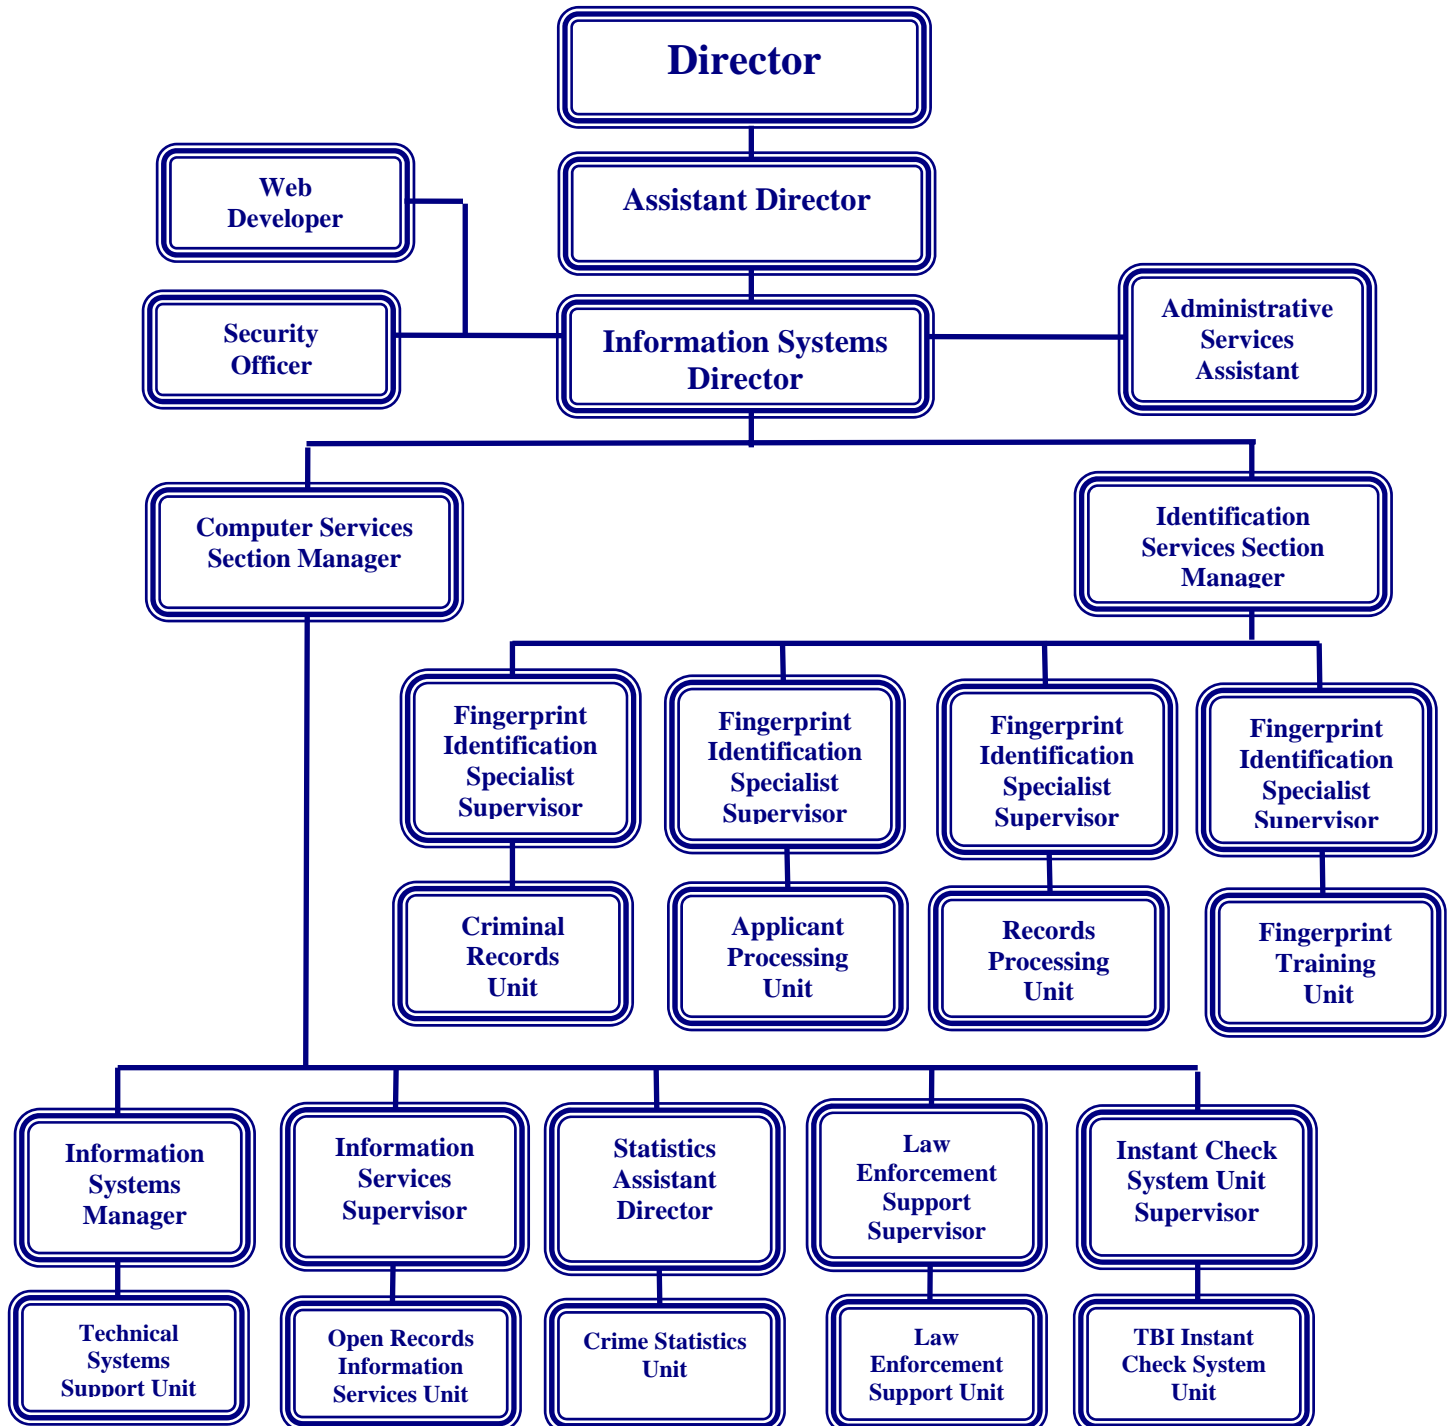 Director
Web
Developer
Assistant Director
Security
Officer
Information Systems
Director
Administrative
Services
Assistant
Computer Services
Section Manager
Identification
Services Section
Manager
Fingerprint
Identification
Specialist
Supervisor
Fingerprint
Identification
Specialist
Supervisor
Fingerprint
Identification
Specialist
Supervisor
Fingerprint
Identification
Specialist
Supervisor
Criminal
Records
Unit
Applicant
Processing
Unit
Records
Processing
Unit
Fingerprint
Training
Unit
Information
Systems
Manager
Information
Services
Supervisor
Statistics
Assistant
Director
Law
Enforcement
Support
Supervisor
Instant Check
System Unit
Supervisor
Technical
Systems
Support Unit
Open Records
Information
Services Unit
Crime Statistics
Unit
Law
Enforcement
Support Unit
TBI Instant
Check System
Unit